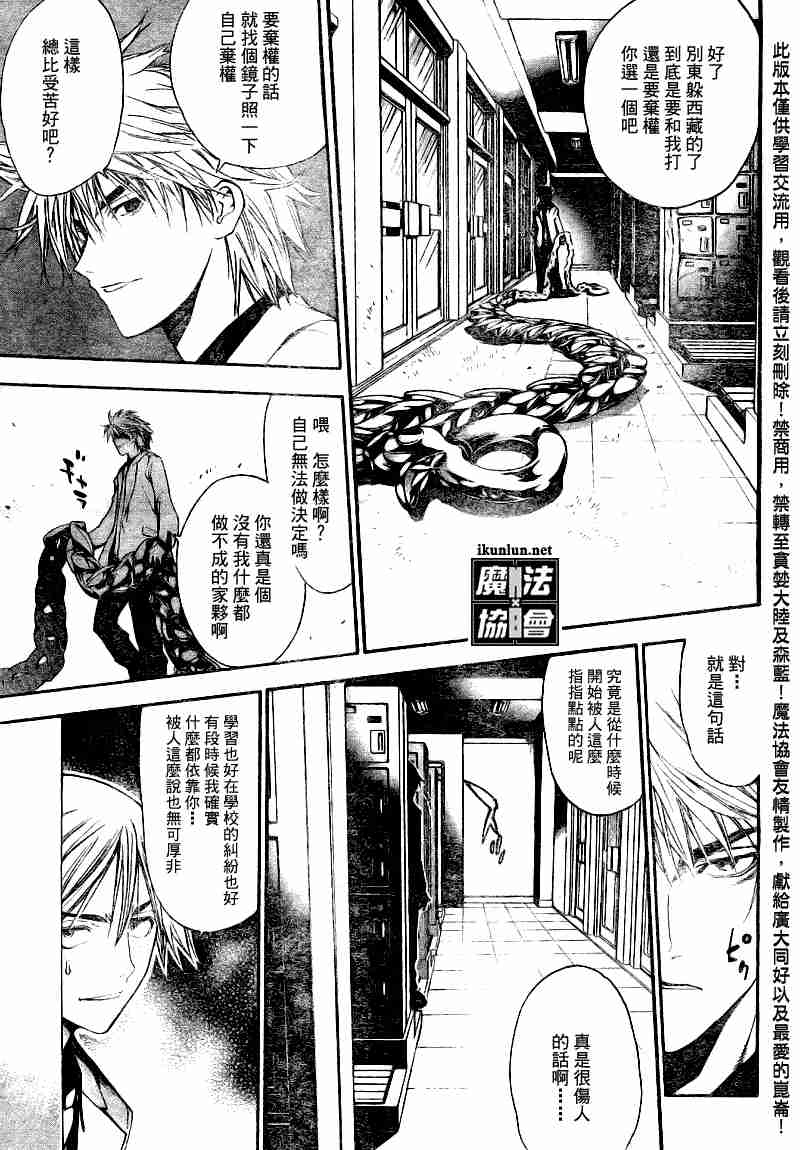 好了
別東躲西藏的了
到底是要和我打
還是要棄權
你選一個吧
要棄權的話
就找個鏡子照一下
自己棄權
這樣
總比受苦好吧？
喂 怎麼樣啊？
自己無法做決定嗎
你還真是個
沒有我什麼都
做不成的家夥啊
ドギャ
ikunlun.net
魔法
協會
對…
就是這句話
ピク
究竟是從什麼時候
開始被人這麼
指指點點的呢
真是很傷人
的話啊……
學習也好在學校的糾紛也好
有段時候我確實
什麼都依靠你…
被人這麼說也無可厚非
此版本僅供學習交流用，觀看後請立刻刪除！禁商用，禁轉至貪婪大陸及森藍！魔法協會友情製作，獻給廣大同好以及最愛的崑崙！